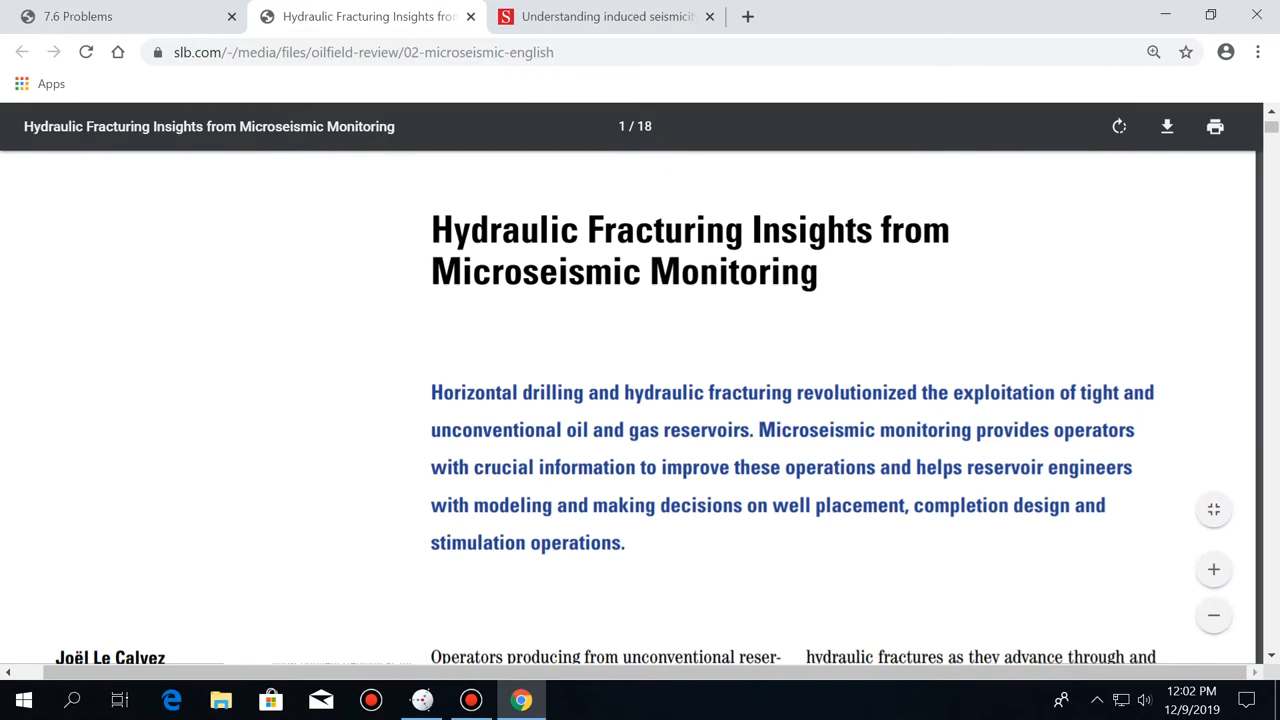 7.6 Problems
Hydraulic Fracturing Insights from
Understanding induced seismicit
slb.com/-/media/files/oilfield-review/02-microseismic-english
Apps
Hydraulic Fracturing Insights from Microseismic Monitoring
1 / 18
Hydraulic Fracturing Insights from
Microseismic Monitoring
Horizontal drilling and hydraulic fracturing revolutionized the exploitation of tight and
unconventional oil and gas reservoirs. Microseismic monitoring provides operators
with crucial information to improve these operations and helps reservoir engineers
with modeling and making decisions on well placement, completion design and
stimulation operations.
Joël Le Calvez
Operators producing from unconventional reser-
hydraulic fractures as they advance through and
12:02 PM
12/9/2019